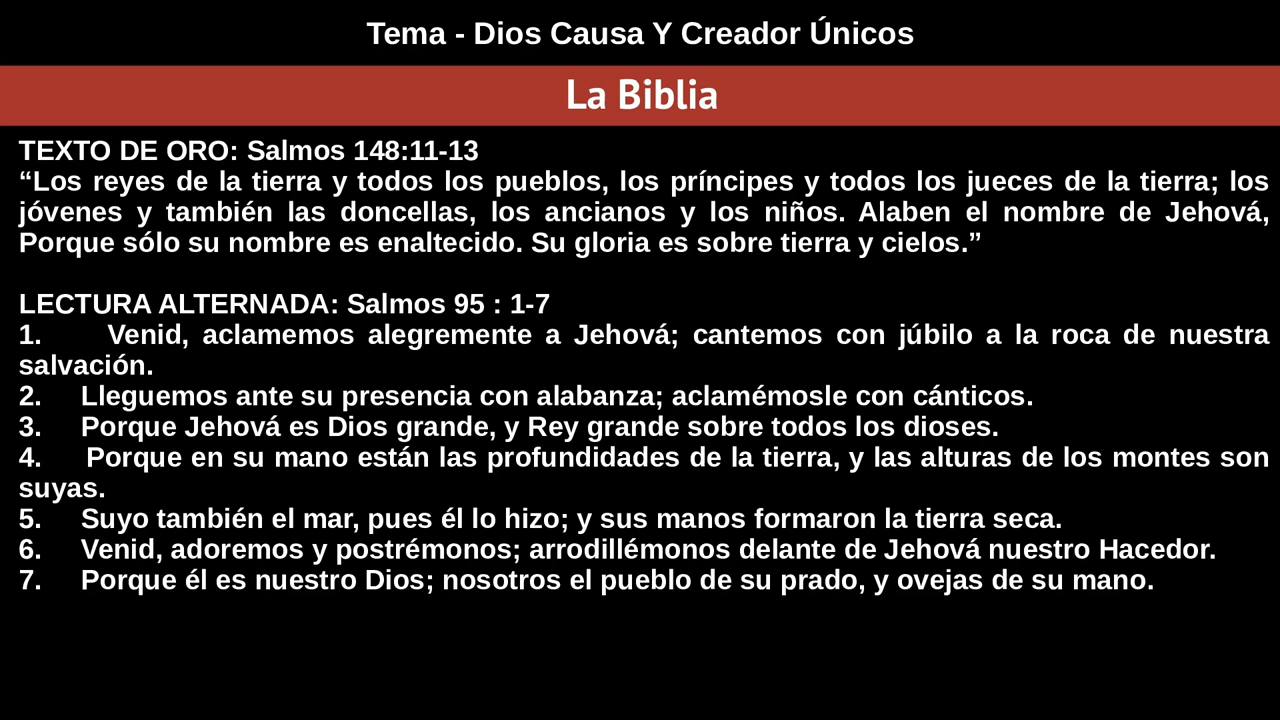 Tema - Dios Causa Y Creador Únicos
La Biblia
TEXTO DE ORO: Salmos 148:11-13
“Los reyes de la tierra y todos los pueblos, los príncipes y todos los jueces de la tierra; los
jóvenes y también las doncellas, los ancianos y los niños. Alaben el nombre de Jehová,
Porque sólo su nombre es enaltecido. Su gloria es sobre tierra y cielos.”
LECTURA ALTERNADA: Salmos 95 : 1-7
1. Venid, aclamemos alegremente a Jehová; cantemos con júbilo a la roca de nuestra
salvación.
2. Lleguemos ante su presencia con alabanza; aclamémosle con cánticos.
3. Porque Jehová es Dios grande, y Rey grande sobre todos los dioses.
4. Porque en su mano están las profundidades de la tierra, y las alturas de los montes son
suyas.
5. Suyo también el mar, pues él lo hizo; y sus manos formaron la tierra seca.
6. Venid, adoremos y postrémonos; arrodillémonos delante de Jehová nuestro Hacedor.
7. Porque él es nuestro Dios; nosotros el pueblo de su prado, y ovejas de su mano.